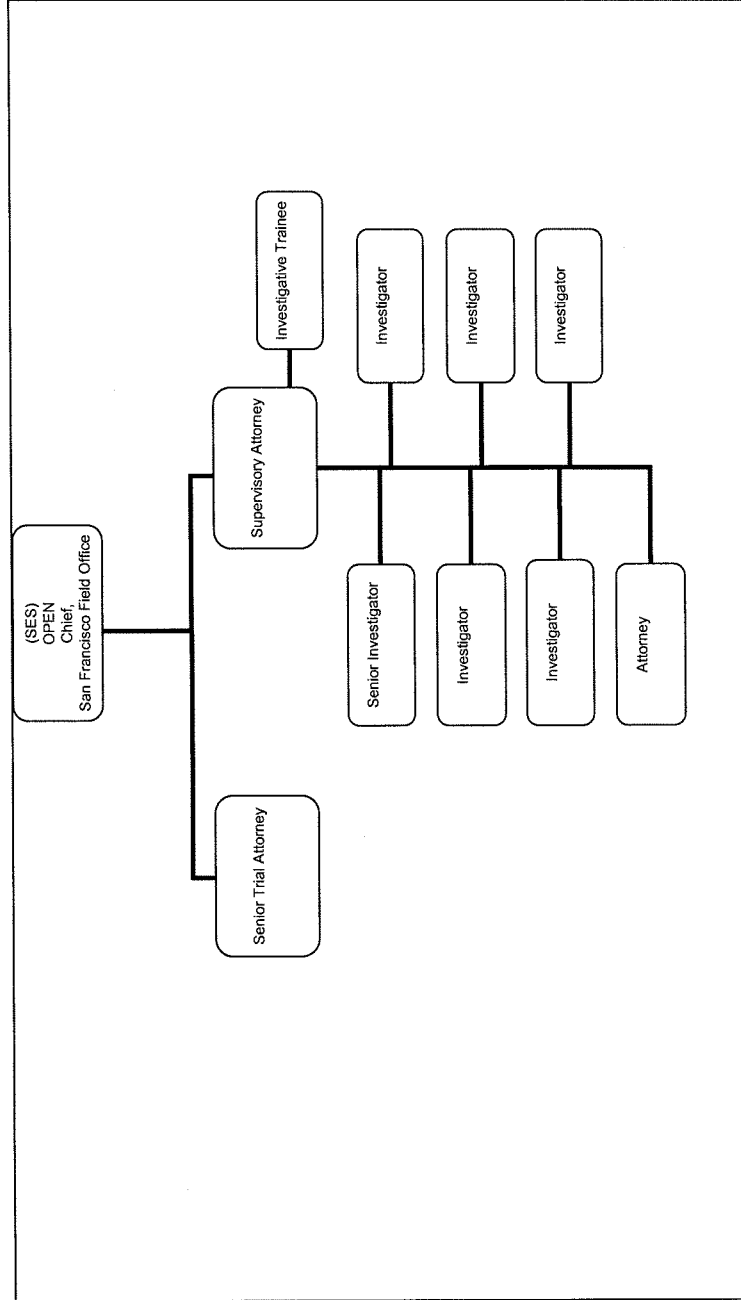 (SES)
OPEN
Chief,
San Francisco Field Office
Senior Trial Attorney
Supervisory Attorney
Investigative Trainee
Senior Investigator
Investigator
Investigator
Investigator
Investigator
Investigator
Attorney